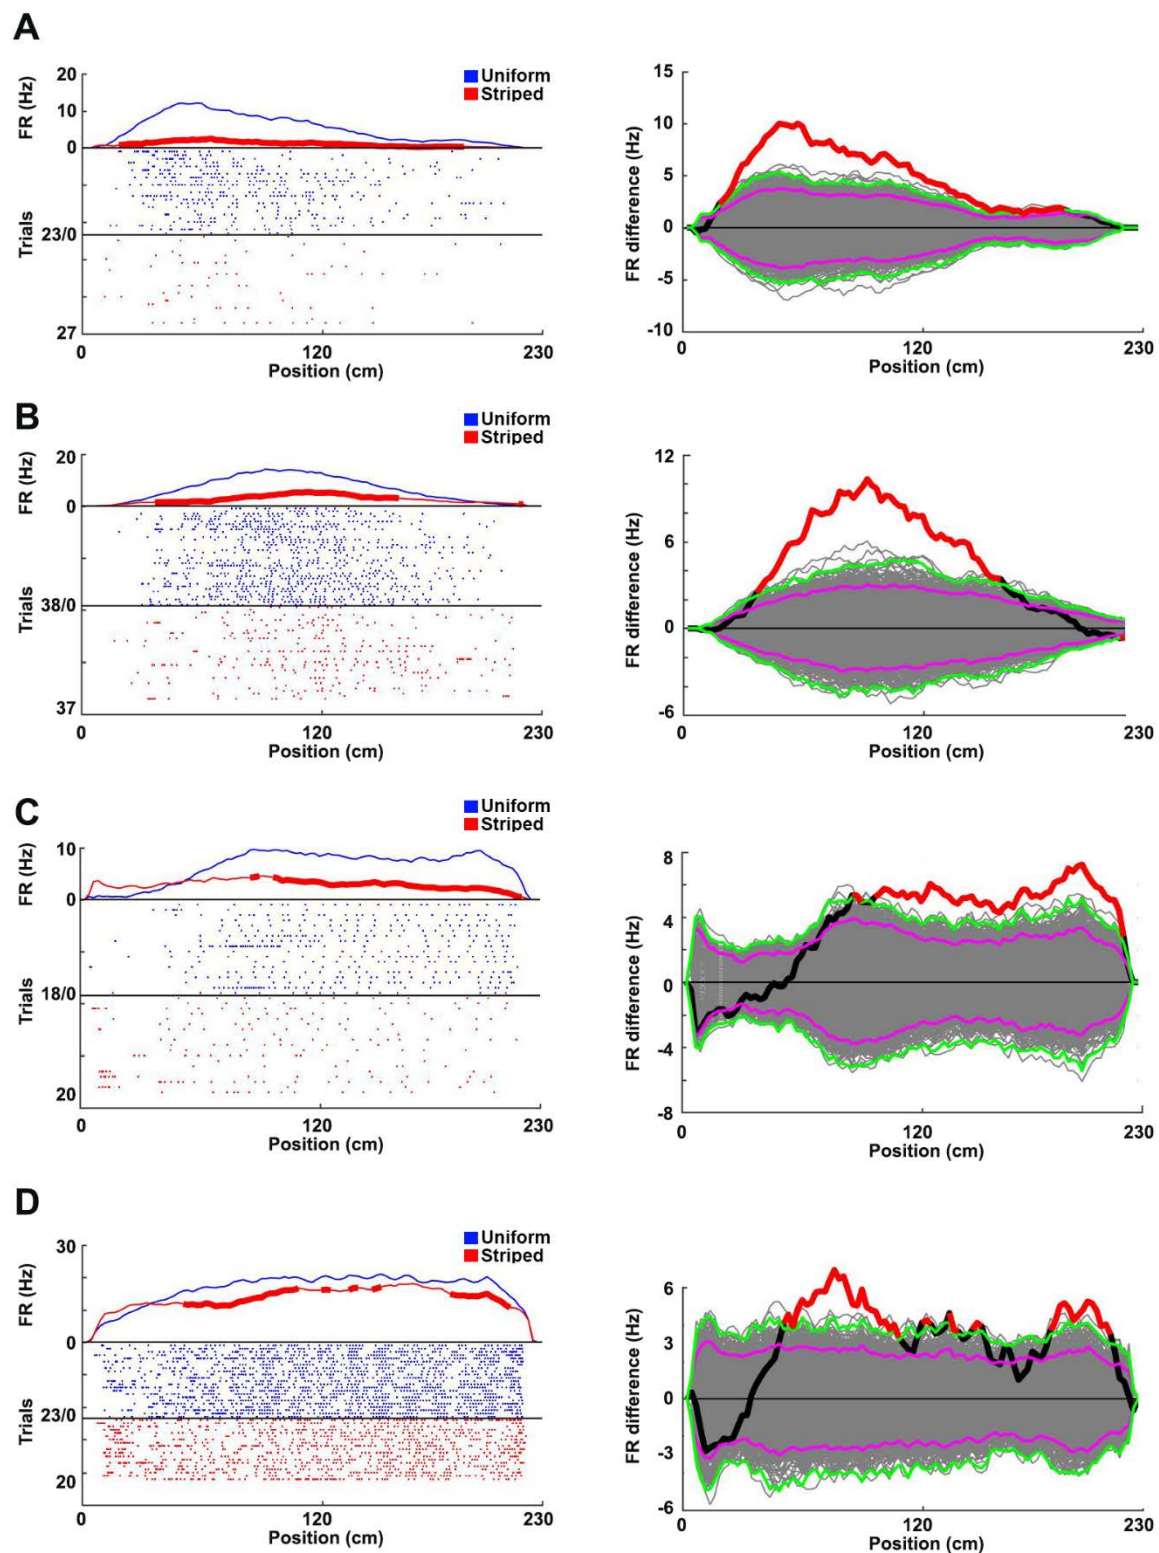 A
Uniform
Striped
FR (Hz)
20
10
0
Trials
23/0
27
0
120
230
Position (cm)
FR difference (Hz)
15
10
5
0
-5
-10
0
120
230
Position (cm)
B
Uniform
Striped
FR (Hz)
20
0
Trials
38/0
37
0
120
230
Position (cm)
FR difference (Hz)
12
6
0
-6
0
120
230
Position (cm)
C
Uniform
Striped
FR (Hz)
10
0
Trials
18/0
20
0
120
230
Position (cm)
FR difference (Hz)
8
4
0
-4
-8
0
120
230
Position (cm)
D
Uniform
Striped
FR (Hz)
30
0
Trials
23/0
20
0
120
230
Position (cm)
FR difference (Hz)
6
3
0
-3
-6
0
120
230
Position (cm)